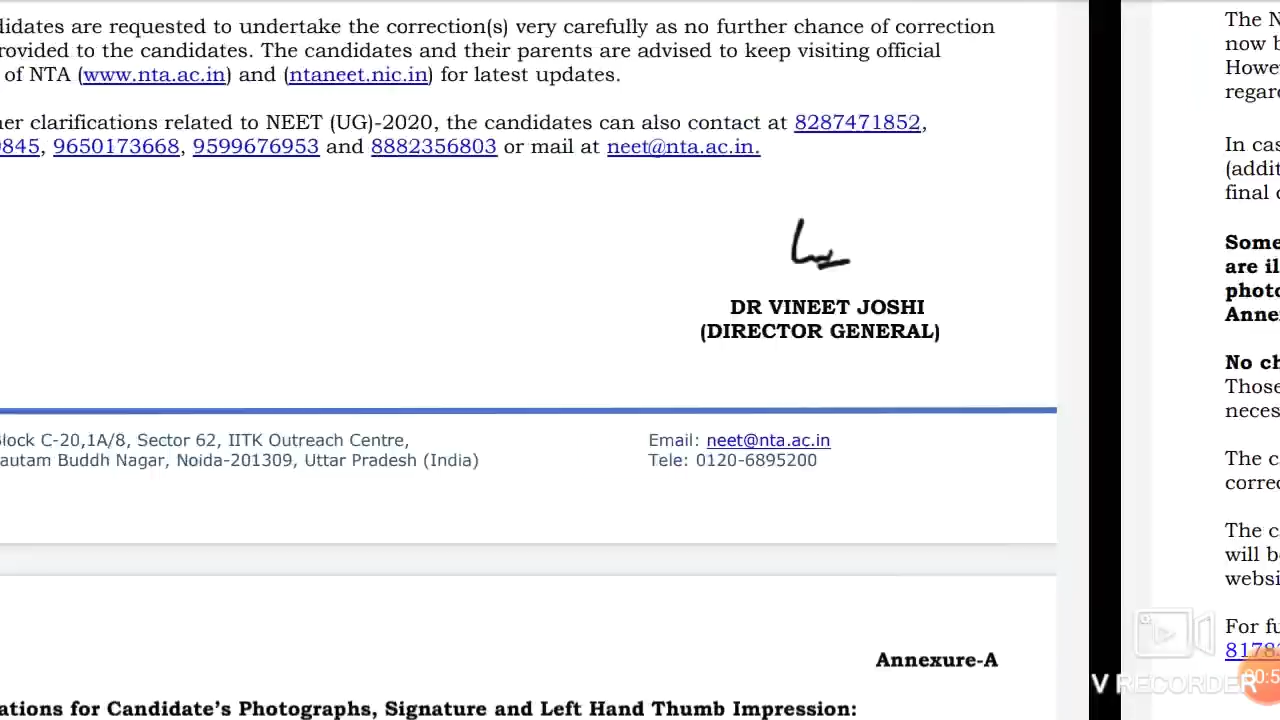 didates are requested to undertake the correction(s) very carefully as no further chance of correction
rovided to the candidates. The candidates and their parents are advised to keep visiting official
of NTA (www.nta.ac.in) and (ntaneet.nic.in) for latest updates.
er clarifications related to NEET (UG)-2020, the candidates can also contact at 8287471852,
845, 9650173668, 9599676953 and 8882356803 or mail at neet@nta.ac.in.
DR VINEET JOSHI
(DIRECTOR GENERAL)
lock C-20,1A/8, Sector 62, IITK Outreach Centre,
autam Buddh Nagar, Noida-201309, Uttar Pradesh (India)
Email: neet@nta.ac.in
Tele: 0120-6895200
Annexure-A
ations for Candidate's Photographs, Signature and Left Hand Thumb Impression:
The N
now b
Howe
regar
In cas
(addit
final c
Some
are il
photo
Anne
No ch
Those
neces
The c
correc
The c
will b
websi
For fu
8178
V RECORDER
00:5